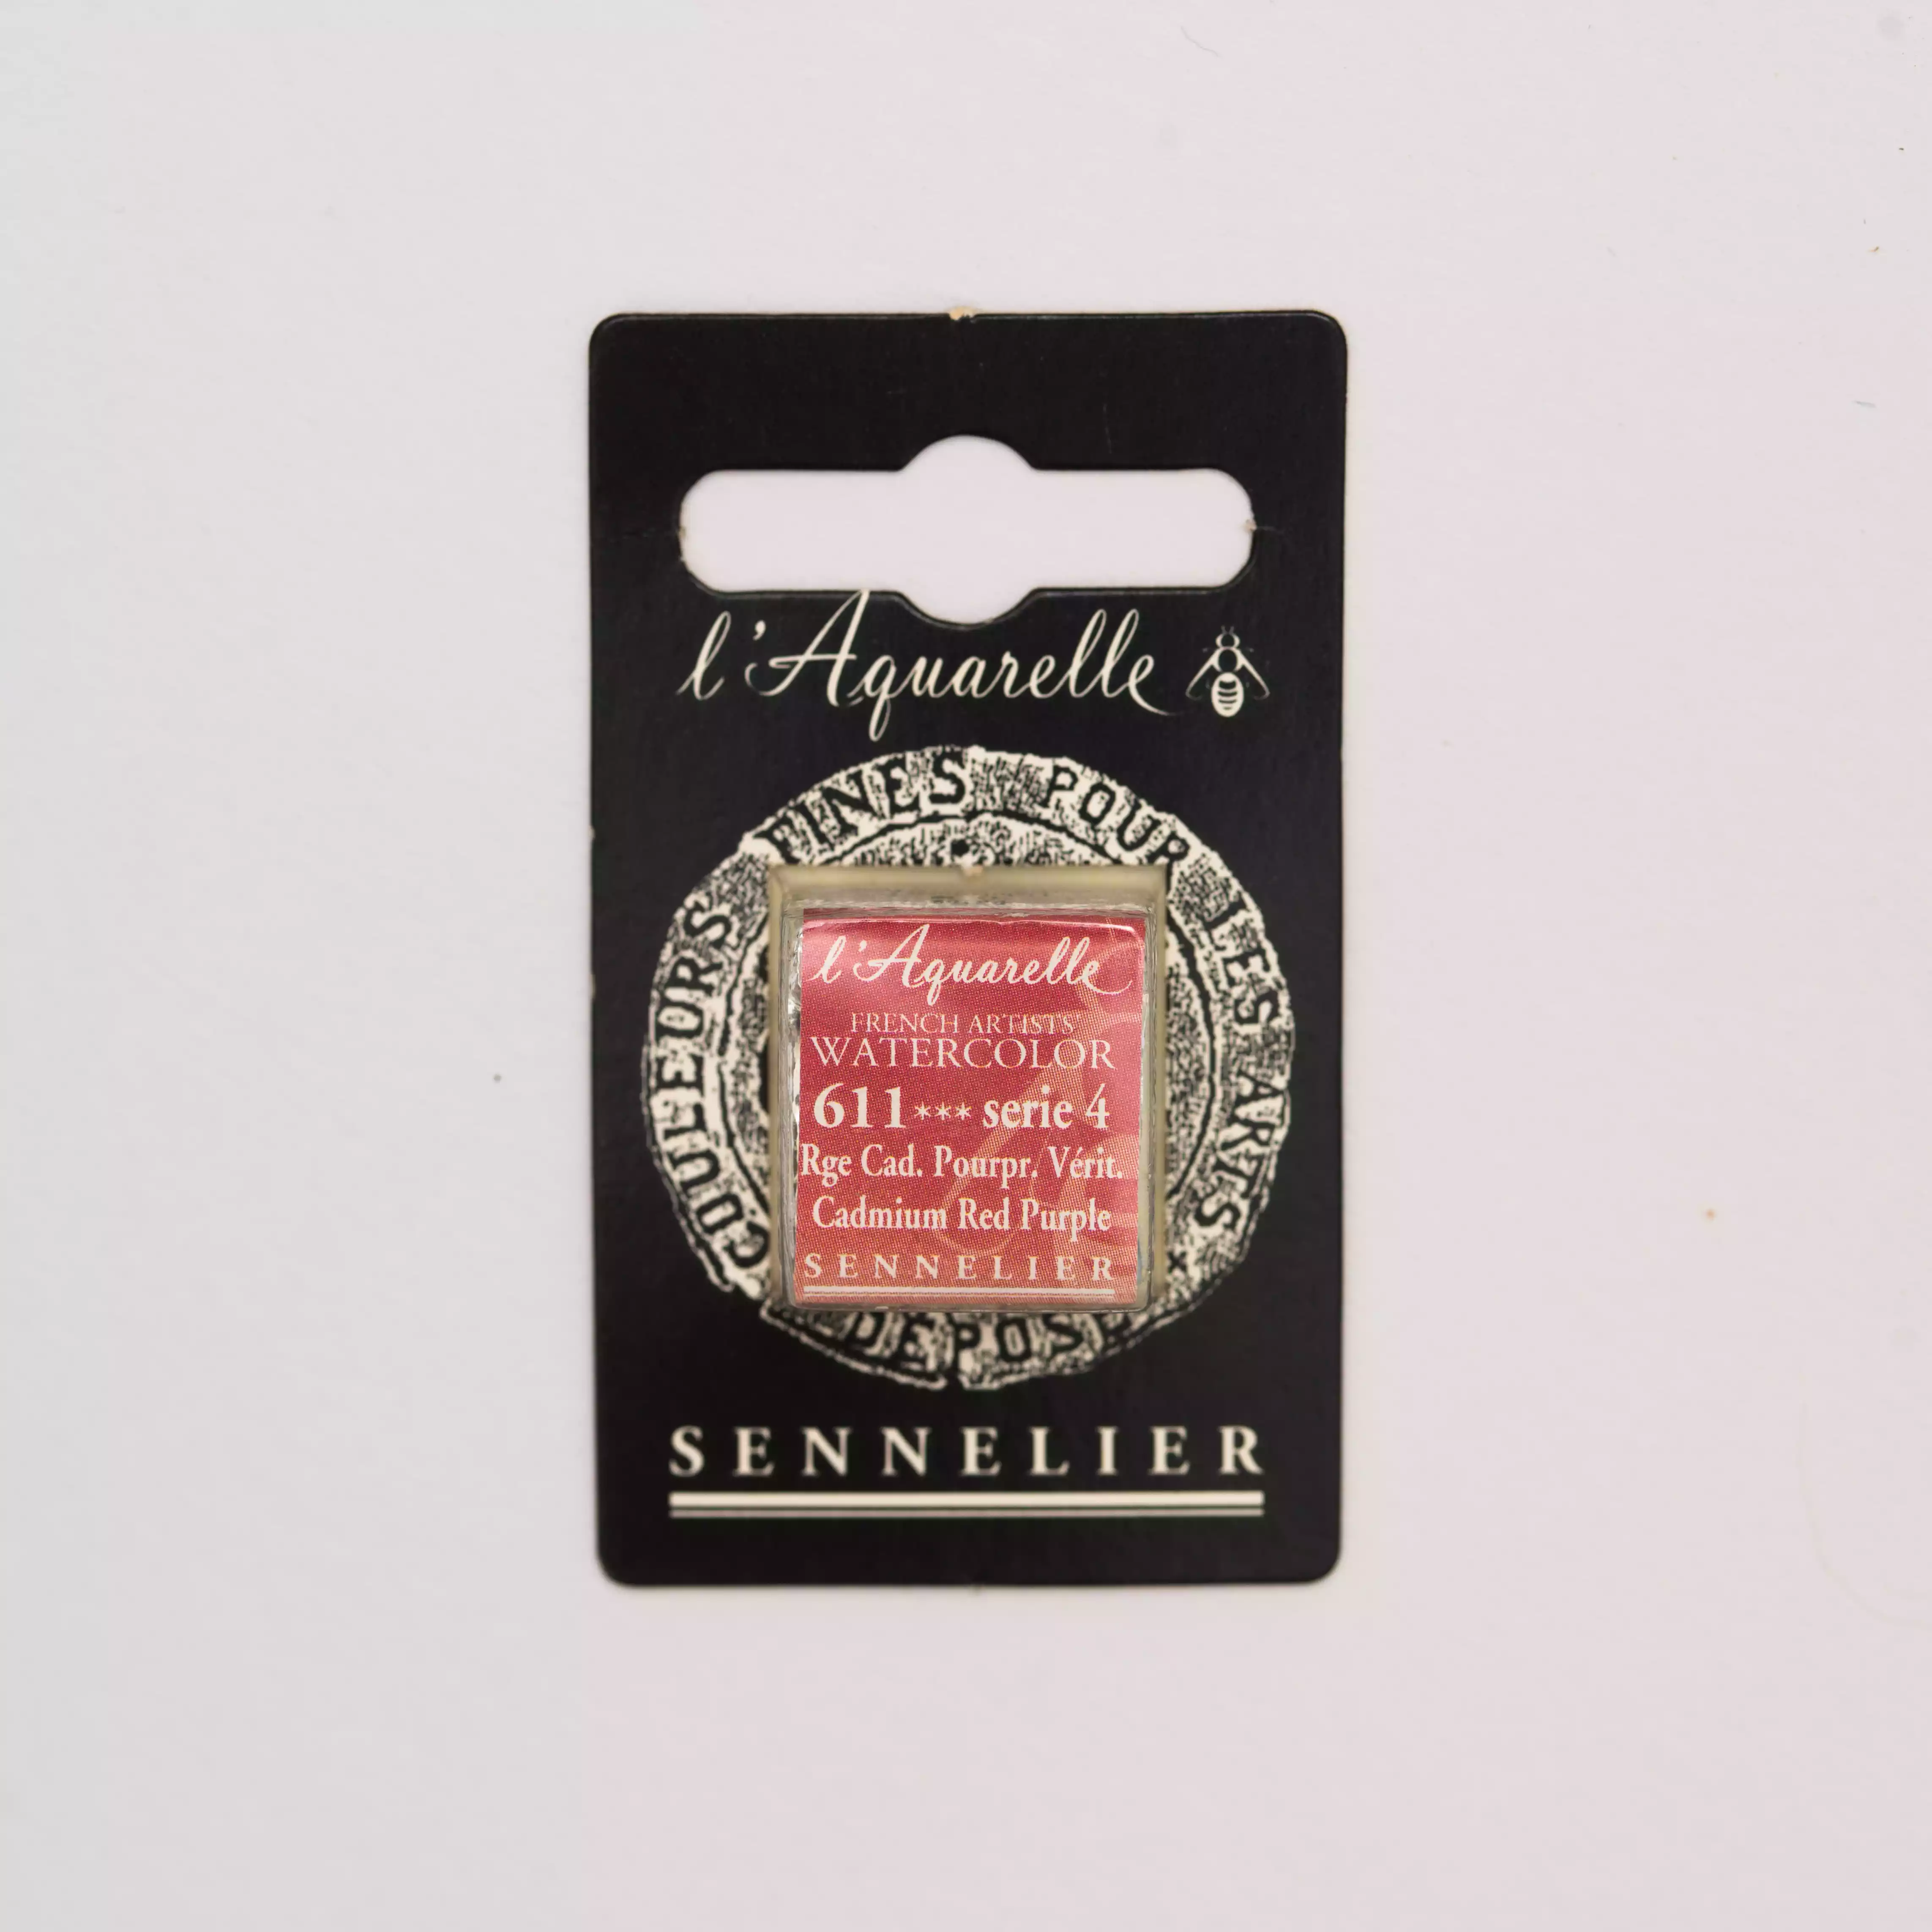 l'Aquarelle
COULEURS FINES POUR LES ARTS
l'Aquarelle
FRENCH ARTISTS'
WATERCOLOR
611*** serie 4
Rge Cad. Pourpr. Vérit.
Cadmium Red Purple
SENNELIER
DÉPOSÉ
SENNELIER